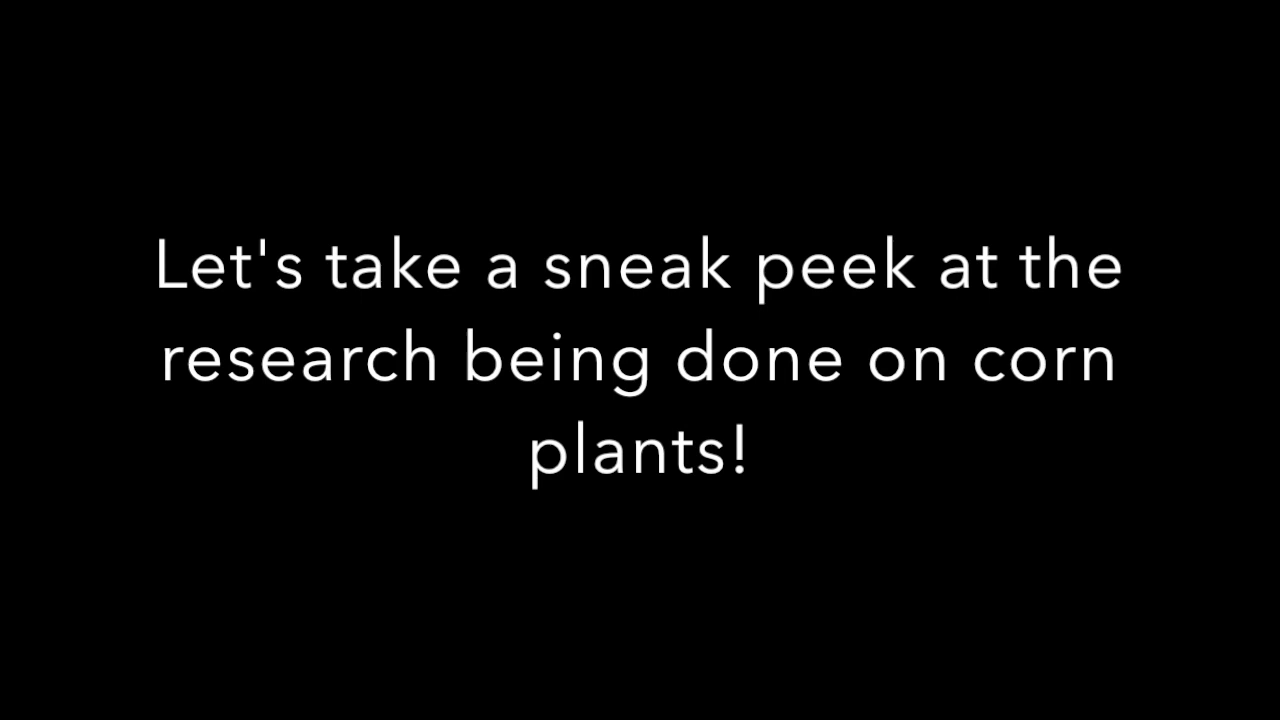 Let's take a sneak peek at the
research being done on corn
plants!